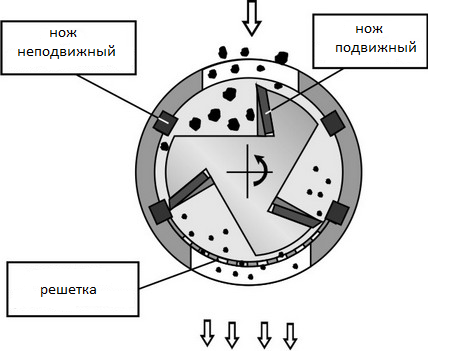 нож
неподвижный
нож
подвижный
решетка